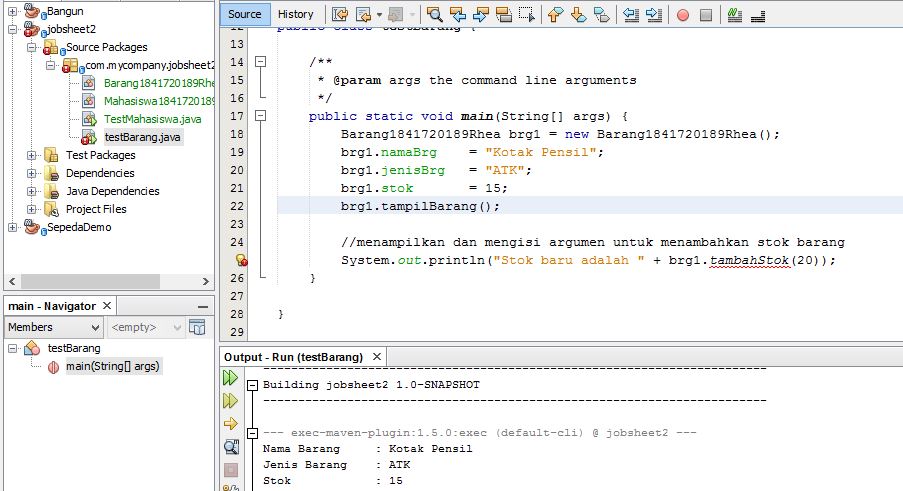 Bangun
jobsheet2
Source Packages
com.mycompany.jobsheet2
Barang1841720189Rhe
Mahasiswa184172018
TestMahasiswa.java
testBarang.java
Test Packages
Dependencies
Java Dependencies
Project Files
SepedaDemo
main - Navigator
Members
<empty>
testBarang
main(String[] args)
Source
History
12 public class testBarang {
13
14 /**
15 * @param args the command line arguments
16 */
17 public static void main(String[] args) {
18 Barang1841720189Rhea brg1 = new Barang1841720189Rhea();
19 brg1.namaBrg = "Kotak Pensil";
20 brg1.jenisBrg = "ATK";
21 brg1.stok = 15;
22 brg1.tampilBarang();
23
24 //menampilkan dan mengisi argumen untuk menambahkan stok barang
System.out.println("Stok baru adalah " + brg1.tambahStok(20));
26 }
27
28 }
29
Output - Run (testBarang)
------------------------------------------------------------------------
Building jobsheet2 1.0-SNAPSHOT
------------------------------------------------------------------------
--- exec-maven-plugin:1.5.0:exec (default-cli) @ jobsheet2 ---
Nama Barang : Kotak Pensil
Jenis Barang : ATK
Stok : 15